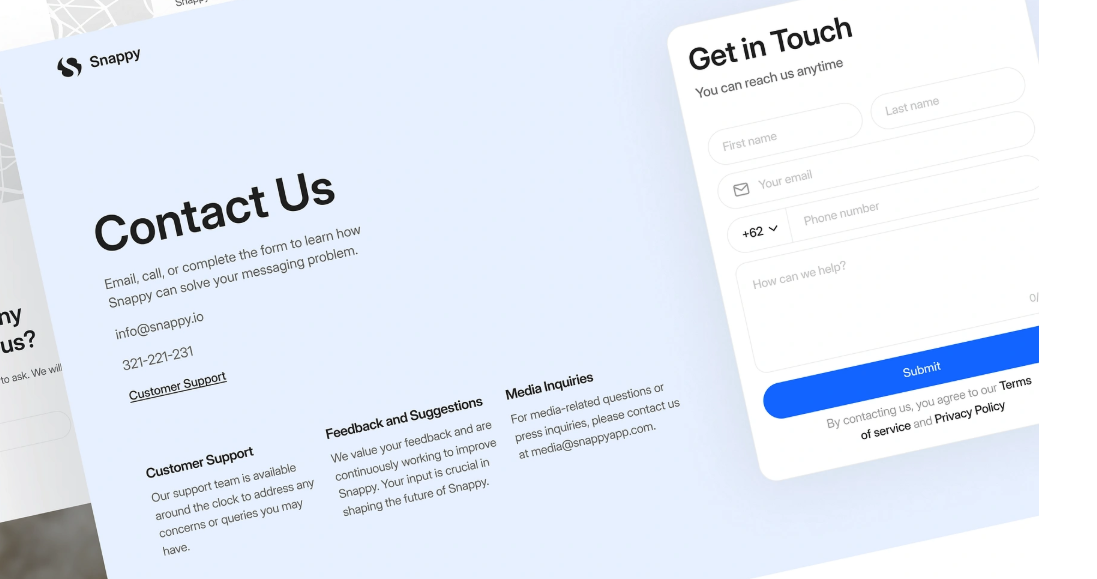 Snappy
Contact Us
Email, call, or complete the form to learn how
Snappy can solve your messaging problem.
info@snappy.io
321-221-231
Customer Support
Customer Support
Our support team is available
around the clock to address any
concerns or queries you may
have.
Feedback and Suggestions
We value your feedback and are
continuously working to improve
Snappy. Your input is crucial in
shaping the future of Snappy.
Media Inquiries
For media-related questions or
press inquiries, please contact us
at media@snappyapp.com.
Get in Touch
You can reach us anytime
First name
Last name
Your email
+62
Phone number
How can we help?
0/
Submit
By contacting us, you agree to our Terms
of service and Privacy Policy
us?
to ask. We will